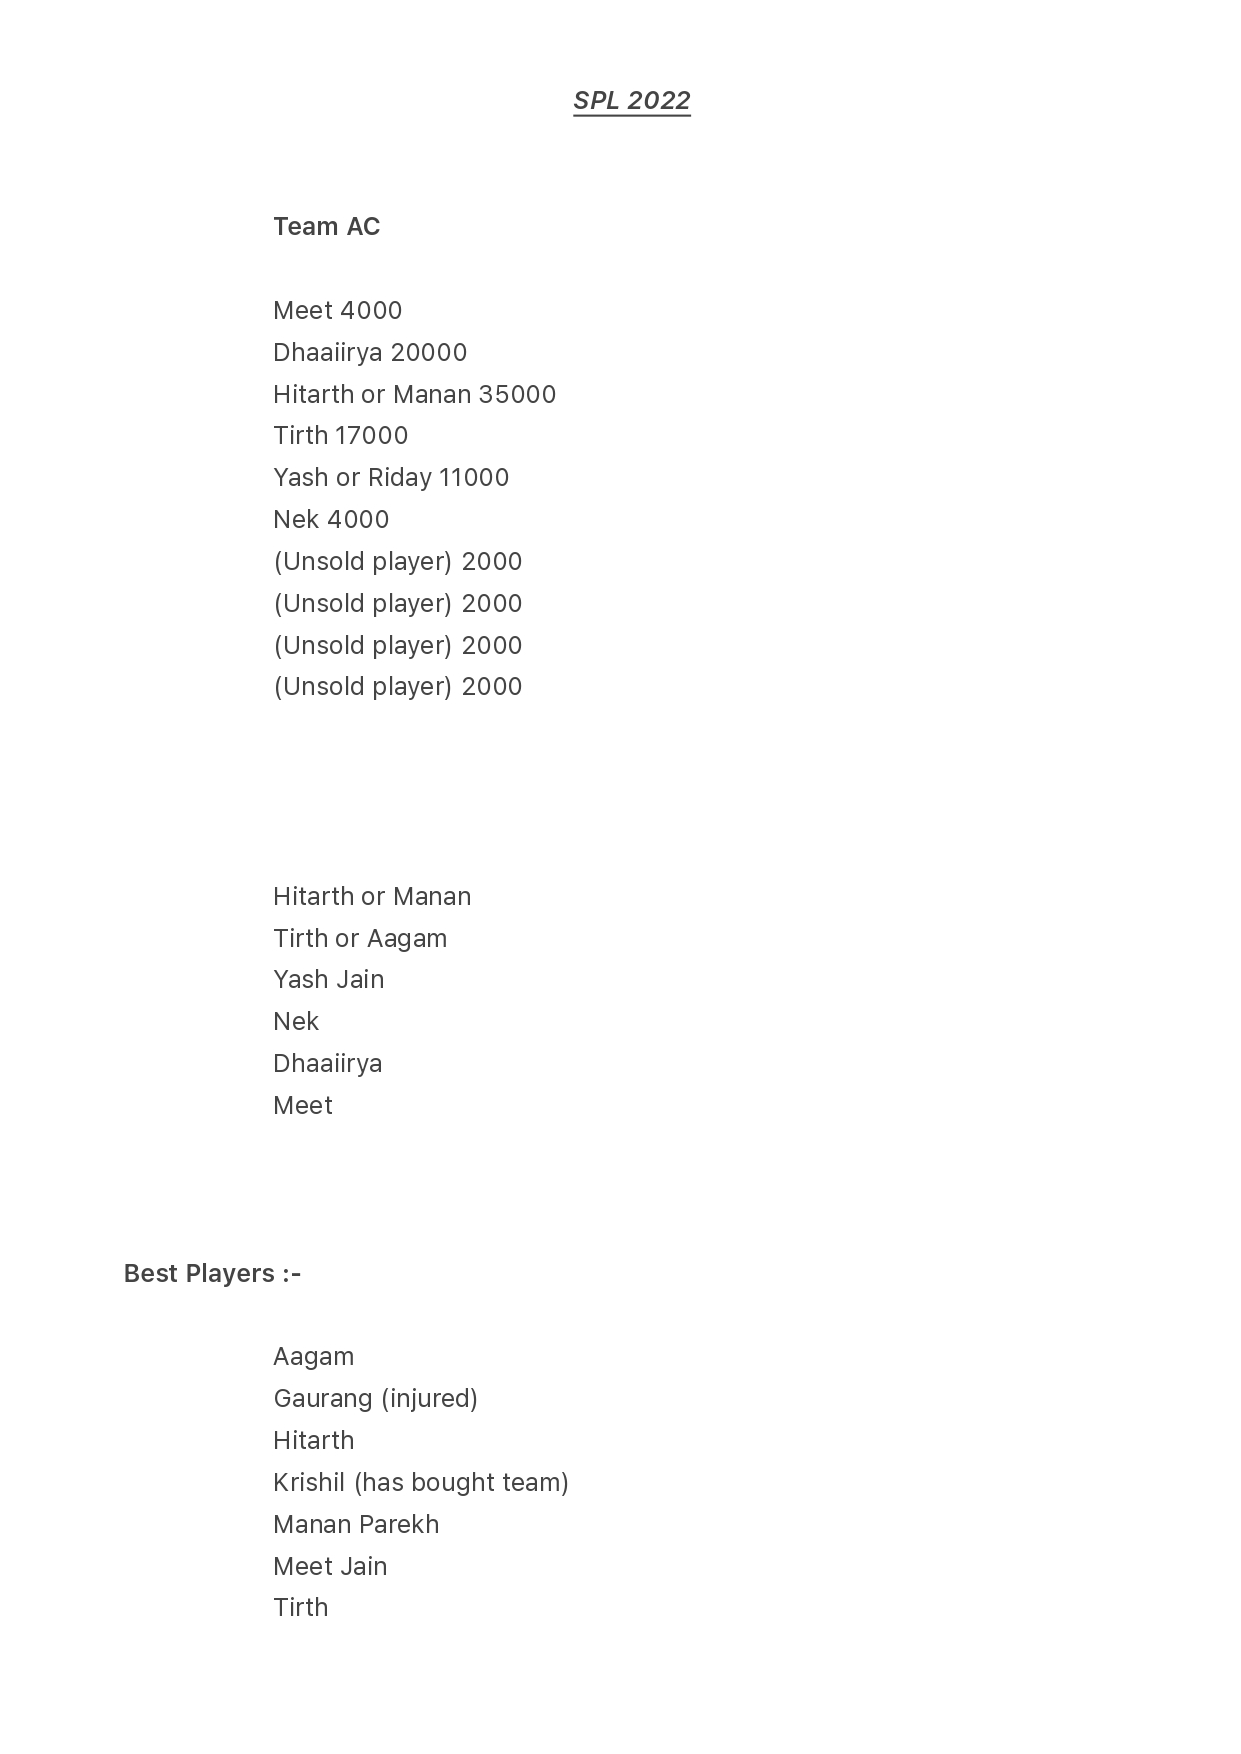 SPL 2022
Team AC
Meet 4000
Dhaaiirya 20000
Hitarth or Manan 35000
Tirth 17000
Yash or Riday 11000
Nek 4000
(Unsold player) 2000
(Unsold player) 2000
(Unsold player) 2000
(Unsold player) 2000
Hitarth or Manan
Tirth or Aagam
Yash Jain
Nek
Dhaaiirya
Meet
Best Players :-
Aagam
Gaurang (injured)
Hitarth
Krishil (has bought team)
Manan Parekh
Meet Jain
Tirth